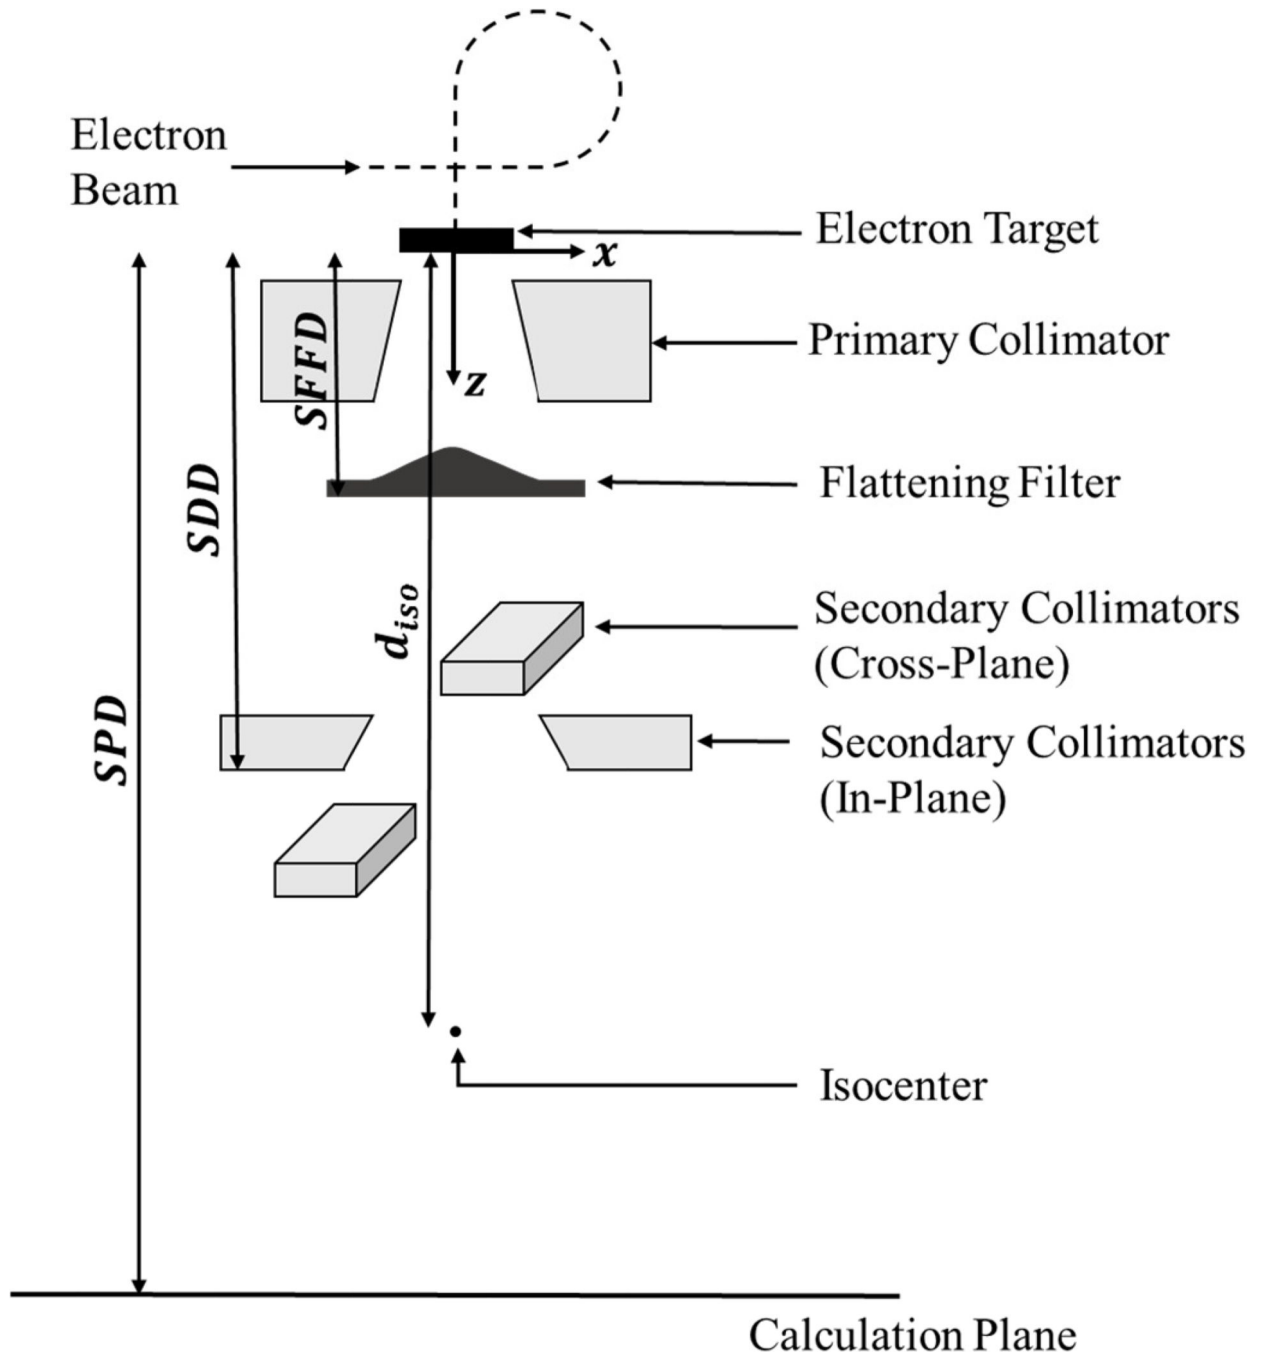 Electron
Beam
Electron Target
x
Primary Collimator
SFFD
z
Flattening Filter
SDD
Secondary Collimators
(Cross-Plane)
d_iso
SPD
Secondary Collimators
(In-Plane)
Isocenter
Calculation Plane